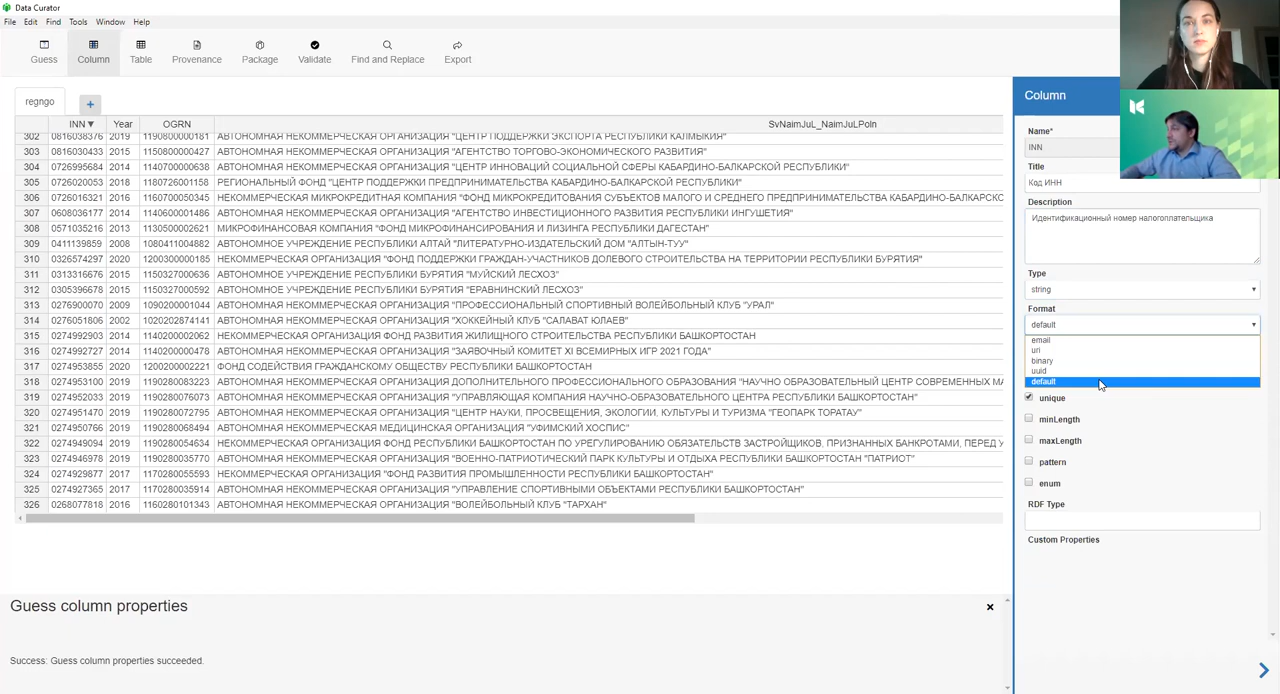 Data Curator
File Edit Find Tools Window Help
Guess Column Table Provenance Package Validate Find and Replace Export
regngo +
INN▼ Year OGRN SvNaimJuL_NaimJuLPoln
302 0816038376 2019 1190800000181 АВТОНОМНАЯ НЕКОММЕРЧЕСКАЯ ОРГАНИЗАЦИЯ "ЦЕНТР ПОДДЕРЖКИ ЭКСПОРТА РЕСПУБЛИКИ КАЛМЫКИЯ"
303 0816030433 2015 1150800000427 АВТОНОМНАЯ НЕКОММЕРЧЕСКАЯ ОРГАНИЗАЦИЯ "АГЕНТСТВО ТОРГОВО-ЭКОНОМИЧЕСКОГО РАЗВИТИЯ"
304 0726995684 2014 1140700000638 АВТОНОМНАЯ НЕКОММЕРЧЕСКАЯ ОРГАНИЗАЦИЯ "ЦЕНТР ИННОВАЦИЙ СОЦИАЛЬНОЙ СФЕРЫ КАБАРДИНО-БАЛКАРСКОЙ РЕСПУБЛИКИ"
305 0726020053 2018 1180726001158 РЕГИОНАЛЬНЫЙ ФОНД "ЦЕНТР ПОДДЕРЖКИ ПРЕДПРИНИМАТЕЛЬСТВА КАБАРДИНО-БАЛКАРСКОЙ РЕСПУБЛИКИ"
306 0726016321 2016 1160700050345 НЕКОММЕРЧЕСКАЯ МИКРОКРЕДИТНАЯ КОМПАНИЯ "ФОНД МИКРОКРЕДИТОВАНИЯ СУБЪЕКТОВ МАЛОГО И СРЕДНЕГО ПРЕДПРИНИМАТЕЛЬСТВА КАБАРДИНО-БАЛКАРСКО
307 0608036177 2014 1140600001486 АВТОНОМНАЯ НЕКОММЕРЧЕСКАЯ ОРГАНИЗАЦИЯ "АГЕНТСТВО ИНВЕСТИЦИОННОГО РАЗВИТИЯ РЕСПУБЛИКИ ИНГУШЕТИЯ"
308 0571035216 2013 1130500002621 МИКРОФИНАНСОВАЯ КОМПАНИЯ "ФОНД МИКРОФИНАНСИРОВАНИЯ И ЛИЗИНГА РЕСПУБЛИКИ ДАГЕСТАН"
309 0411139859 2008 1080411004882 АВТОНОМНОЕ УЧРЕЖДЕНИЕ РЕСПУБЛИКИ АЛТАЙ "ЛИТЕРАТУРНО-ИЗДАТЕЛЬСКИЙ ДОМ "АЛТЫН-ТУУ"
310 0326574297 2020 1200300000185 НЕКОММЕРЧЕСКАЯ ОРГАНИЗАЦИЯ "ФОНД ПОДДЕРЖКИ ГРАЖДАН-УЧАСТНИКОВ ДОЛЕВОГО СТРОИТЕЛЬСТВА НА ТЕРРИТОРИИ РЕСПУБЛИКИ БУРЯТИЯ"
311 0313316676 2015 1150327000636 АВТОНОМНОЕ УЧРЕЖДЕНИЕ РЕСПУБЛИКИ БУРЯТИЯ "МУЙСКИЙ ЛЕСХОЗ"
312 0305396678 2015 1150327000592 АВТОНОМНОЕ УЧРЕЖДЕНИЕ РЕСПУБЛИКИ БУРЯТИЯ "ЕРАВНИНСКИЙ ЛЕСХОЗ"
313 0276900070 2009 1090200001044 АВТОНОМНАЯ НЕКОММЕРЧЕСКАЯ ОРГАНИЗАЦИЯ "ПРОФЕССИОНАЛЬНЫЙ СПОРТИВНЫЙ ВОЛЕЙБОЛЬНЫЙ КЛУБ "УРАЛ"
314 0276051806 2002 1020202874141 АВТОНОМНАЯ НЕКОММЕРЧЕСКАЯ ОРГАНИЗАЦИЯ "ХОККЕЙНЫЙ КЛУБ "САЛАВАТ ЮЛАЕВ"
315 0274992903 2014 1140200002062 НЕКОММЕРЧЕСКАЯ ОРГАНИЗАЦИЯ ФОНД РАЗВИТИЯ ЖИЛИЩНОГО СТРОИТЕЛЬСТВА РЕСПУБЛИКИ БАШКОРТОСТАН
316 0274992727 2014 1140200000478 АВТОНОМНАЯ НЕКОММЕРЧЕСКАЯ ОРГАНИЗАЦИЯ "ЗАЯВОЧНЫЙ КОМИТЕТ XI ВСЕМИРНЫХ ИГР 2021 ГОДА"
317 0274953855 2020 1200200002221 ФОНД СОДЕЙСТВИЯ ГРАЖДАНСКОМУ ОБЩЕСТВУ РЕСПУБЛИКИ БАШКОРТОСТАН
318 0274953100 2019 1190280083223 АВТОНОМНАЯ НЕКОММЕРЧЕСКАЯ ОРГАНИЗАЦИЯ ДОПОЛНИТЕЛЬНОГО ПРОФЕССИОНАЛЬНОГО ОБРАЗОВАНИЯ "НАУЧНО ОБРАЗОВАТЕЛЬНЫЙ ЦЕНТР СОВРЕМЕННЫХ МА
319 0274952033 2019 1190280076073 АВТОНОМНАЯ НЕКОММЕРЧЕСКАЯ ОРГАНИЗАЦИЯ "УПРАВЛЯЮЩАЯ КОМПАНИЯ НАУЧНО-ОБРАЗОВАТЕЛЬНОГО ЦЕНТРА РЕСПУБЛИКИ БАШКОРТОСТАН"
320 0274951470 2019 1190280072795 АВТОНОМНАЯ НЕКОММЕРЧЕСКАЯ ОРГАНИЗАЦИЯ "ЦЕНТР НАУКИ, ПРОСВЕЩЕНИЯ, ЭКОЛОГИИ, КУЛЬТУРЫ И ТУРИЗМА "ГЕОПАРК ТОРАТАУ"
321 0274950766 2019 1190280068494 АВТОНОМНАЯ НЕКОММЕРЧЕСКАЯ МЕДИЦИНСКАЯ ОРГАНИЗАЦИЯ "УФИМСКИЙ ХОСПИС"
322 0274949094 2019 1190280054634 НЕКОММЕРЧЕСКАЯ ОРГАНИЗАЦИЯ ФОНД РЕСПУБЛИКИ БАШКОРТОСТАН ПО УРЕГУЛИРОВАНИЮ ОБЯЗАТЕЛЬСТВ ЗАСТРОЙЩИКОВ, ПРИЗНАННЫХ БАНКРОТАМИ, ПЕРЕД У
323 0274946978 2019 1190280035770 АВТОНОМНАЯ НЕКОММЕРЧЕСКАЯ ОРГАНИЗАЦИЯ "ВОЕННО-ПАТРИОТИЧЕСКИЙ ПАРК КУЛЬТУРЫ И ОТДЫХА РЕСПУБЛИКИ БАШКОРТОСТАН "ПАТРИОТ"
324 0274929877 2017 1170280055593 НЕКОММЕРЧЕСКАЯ ОРГАНИЗАЦИЯ "ФОНД РАЗВИТИЯ ПРОМЫШЛЕННОСТИ РЕСПУБЛИКИ БАШКОРТОСТАН"
325 0274927365 2017 1170280035914 АВТОНОМНАЯ НЕКОММЕРЧЕСКАЯ ОРГАНИЗАЦИЯ "УПРАВЛЕНИЕ СПОРТИВНЫМИ ОБЪЕКТАМИ РЕСПУБЛИКИ БАШКОРТОСТАН"
326 0268077818 2016 1160280101343 АВТОНОМНАЯ НЕКОММЕРЧЕСКАЯ ОРГАНИЗАЦИЯ "ВОЛЕЙБОЛЬНЫЙ КЛУБ "ТАРХАН"
Guess column properties
Success: Guess column properties succeeded.
Column
Name*
INN
Title
Код ИНН
Description
Идентификационный номер налогоплательщика
Type
string
Format
default
email
uri
binary
uuid
default
unique
minLength
maxLength
pattern
enum
RDF Type
Custom Properties